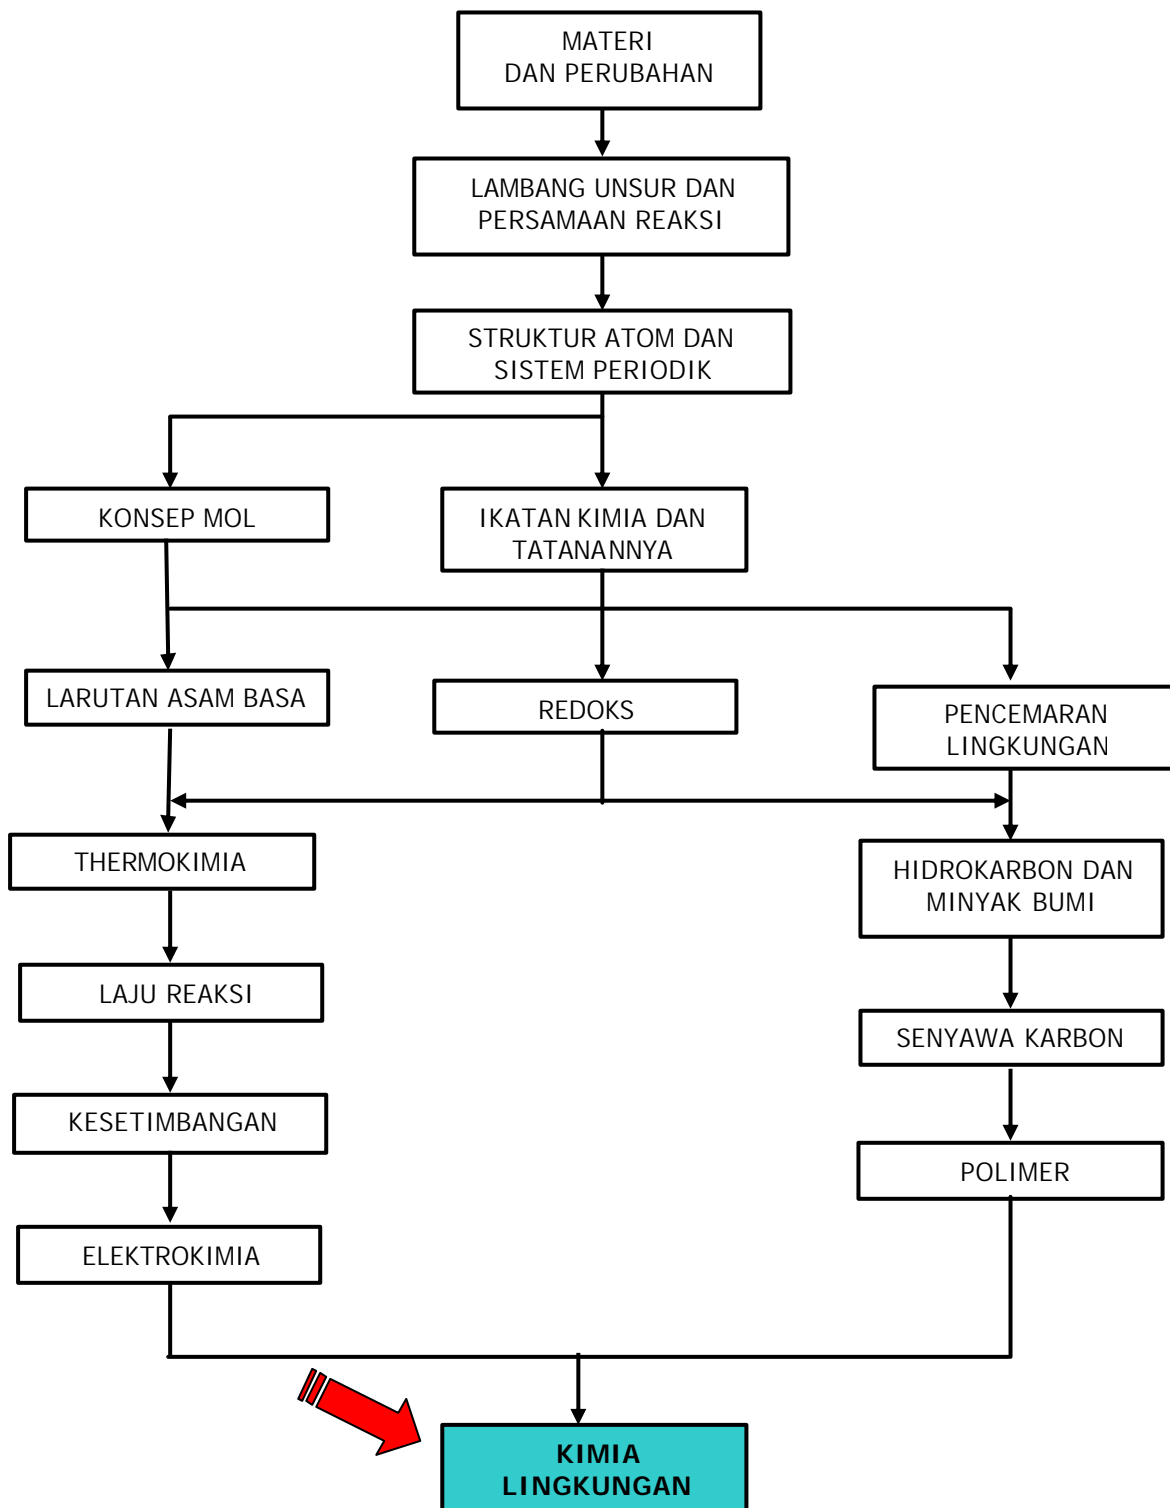 MATERI
DAN PERUBAHAN
LAMBANG UNSUR DAN
PERSAMAAN REAKSI
STRUKTUR ATOM DAN
SISTEM PERIODIK
KONSEP MOL
IKATAN KIMIA DAN
TATANANNYA
LARUTAN ASAM BASA
REDOKS
PENCEMARAN
LINGKUNGAN
THERMOKIMIA
HIDROKARBON DAN
MINYAK BUMI
LAJU REAKSI
SENYAWA KARBON
KESETIMBANGAN
POLIMER
ELEKTROKIMIA
KIMIA
LINGKUNGAN